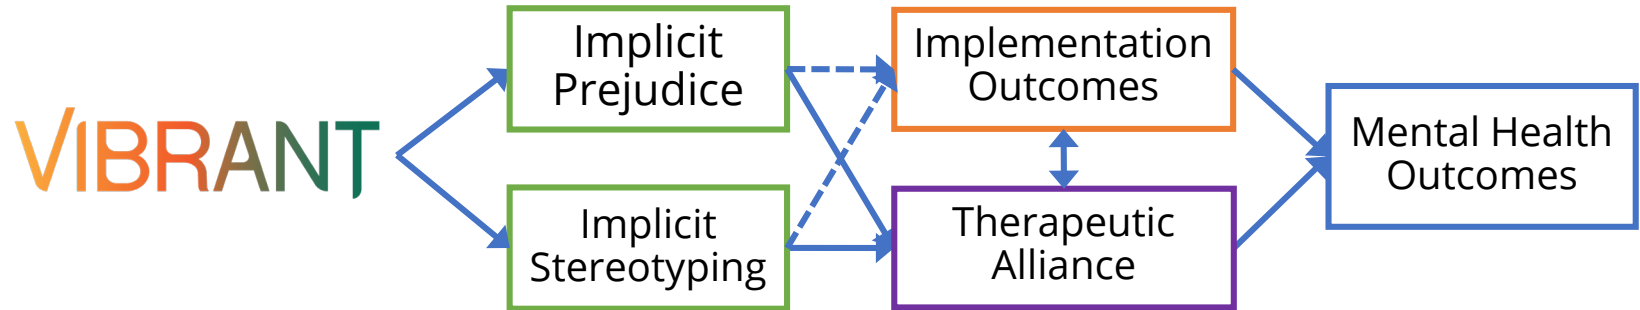 VIBRANT
Implicit
Prejudice
Implicit
Stereotyping
Implementation
Outcomes
Therapeutic
Alliance
Mental Health
Outcomes